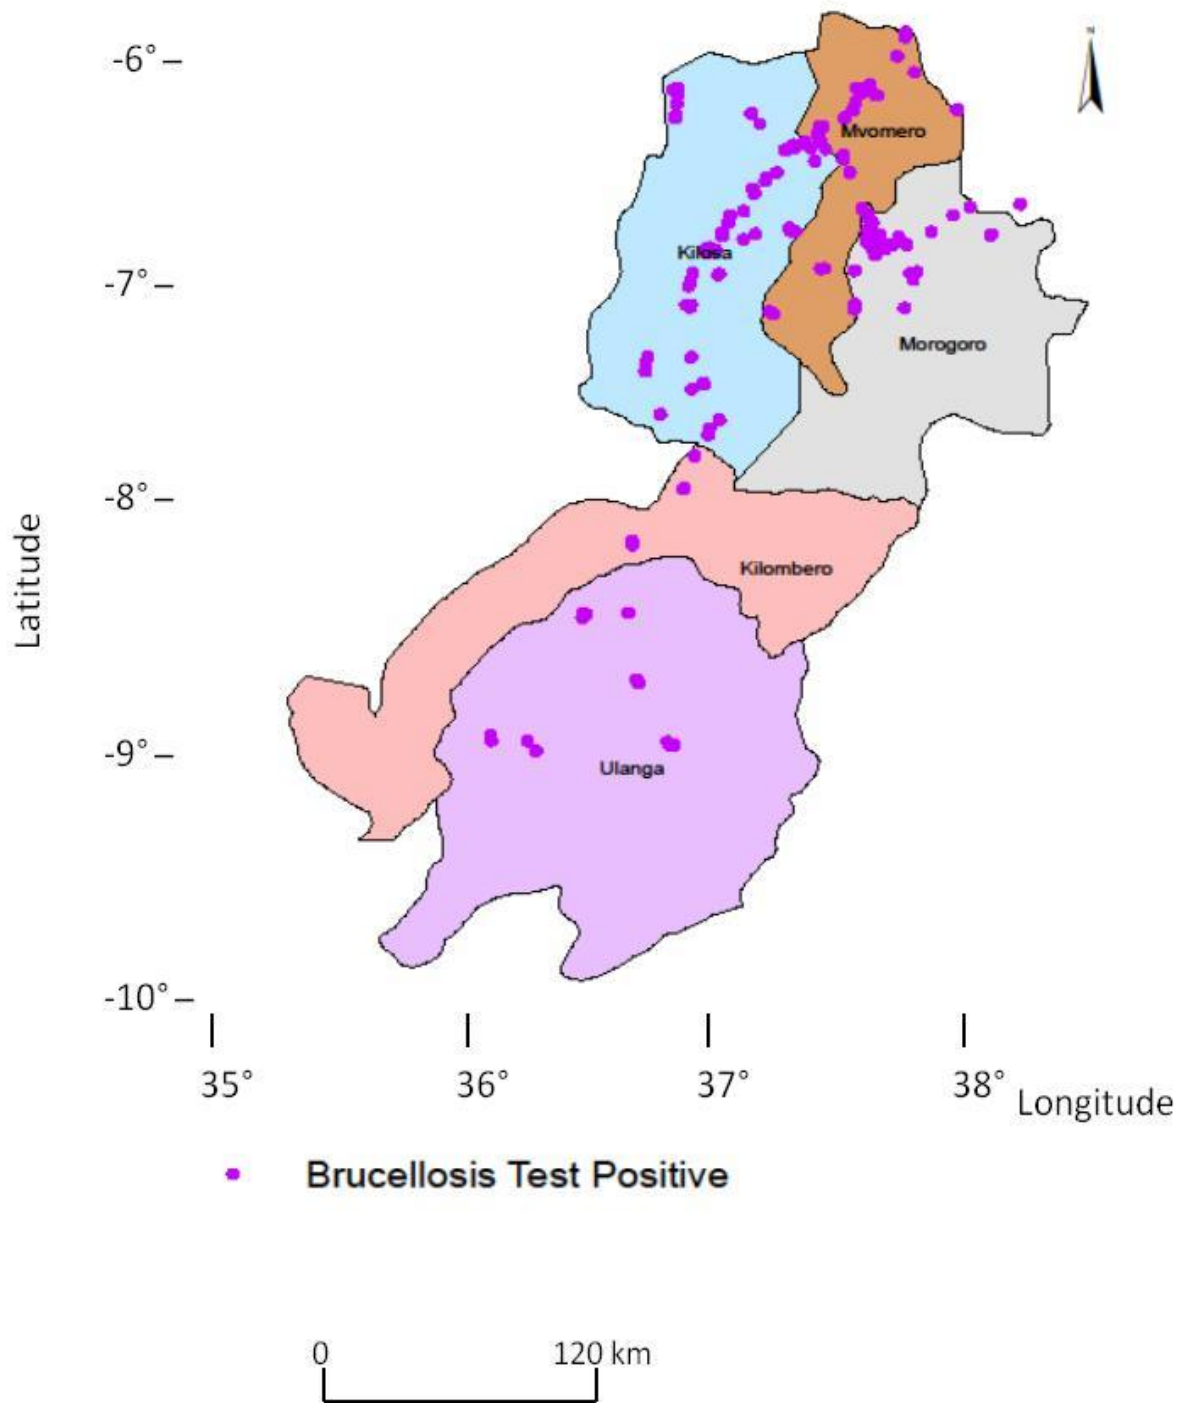 N
-6°
Mvomero
Kilosa
-7°
Morogoro
-8°
Kilombero
Latitude
-9°
Ulanga
-10°
35°
36°
37°
38°
Longitude
Brucellosis Test Positive
0
120 km